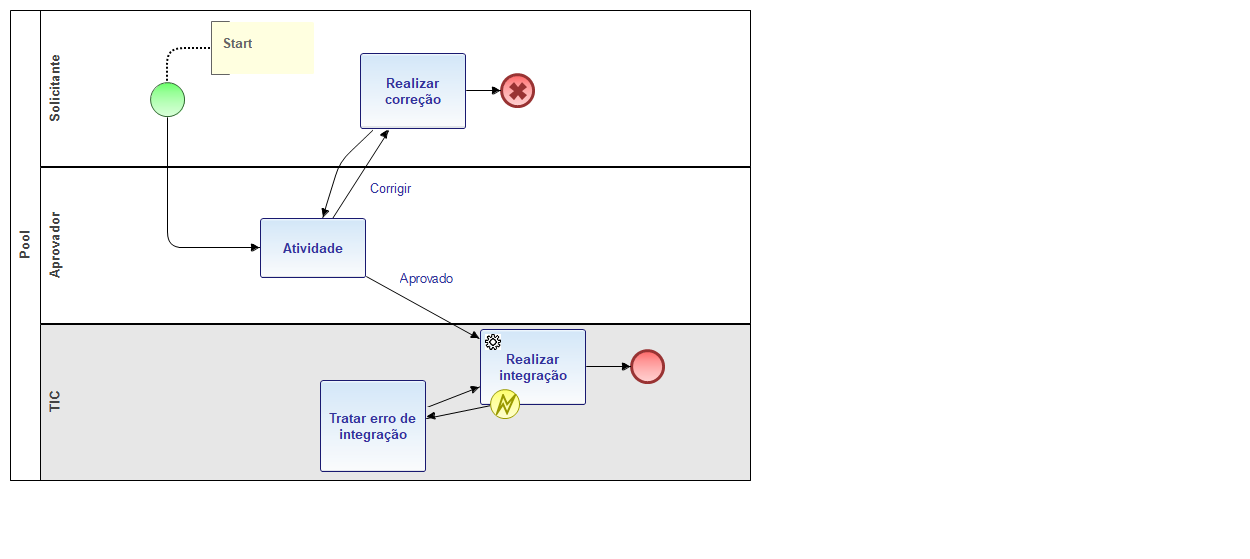 Pool
Solicitante
Start
Realizar
correção
Corrigir
Aprovador
Atividade
Aprovado
TIC
Realizar
integração
Tratar erro de
integração